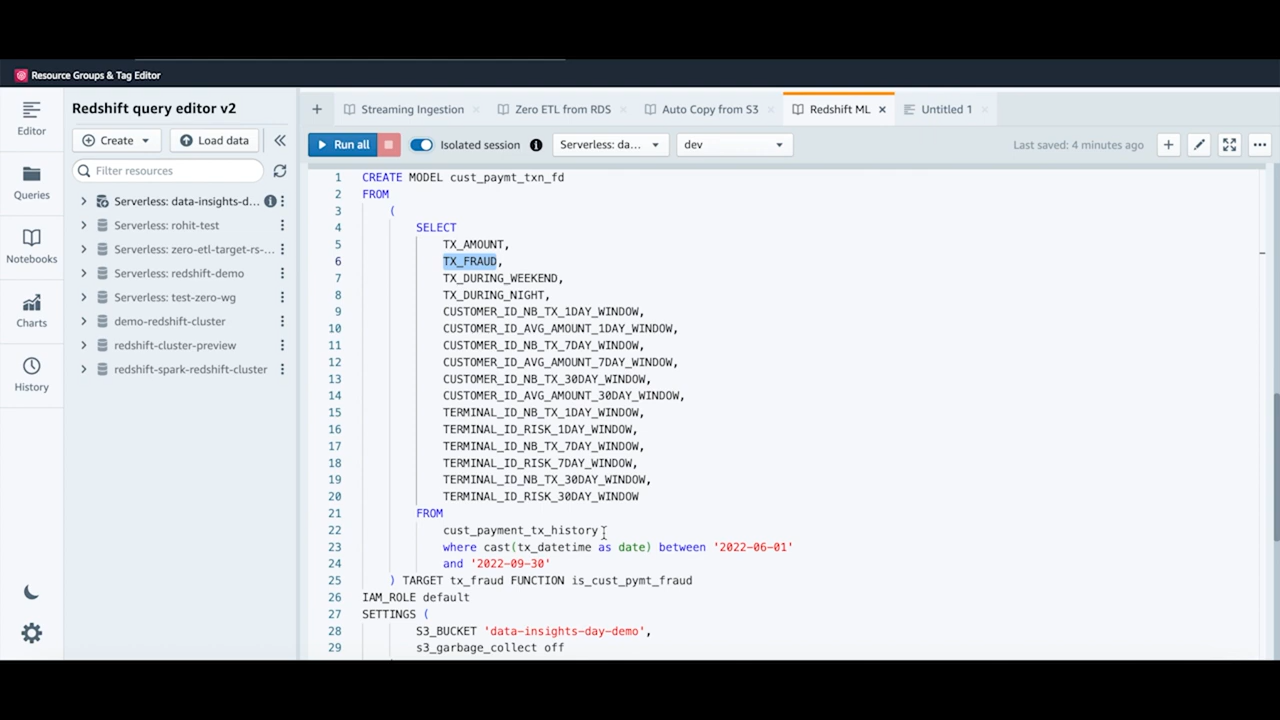 Resource Groups & Tag Editor
Editor
Queries
Notebooks
Charts
History
Redshift query editor v2
Create
Load data
Filter resources
Serverless: data-insights-d...
Serverless: rohit-test
Serverless: zero-etl-target-rs-...
Serverless: redshift-demo
Serverless: test-zero-wg
demo-redshift-cluster
redshift-cluster-preview
redshift-spark-redshift-cluster
Streaming Ingestion
Zero ETL from RDS
Auto Copy from S3
Redshift ML
Untitled 1
Run all
Isolated session
Serverless: da...
dev
Last saved: 4 minutes ago
1 CREATE MODEL cust_paymt_txn_fd
2 FROM
3 (
4 SELECT
5 TX_AMOUNT,
6 TX_FRAUD,
7 TX_DURING_WEEKEND,
8 TX_DURING_NIGHT,
9 CUSTOMER_ID_NB_TX_1DAY_WINDOW,
10 CUSTOMER_ID_AVG_AMOUNT_1DAY_WINDOW,
11 CUSTOMER_ID_NB_TX_7DAY_WINDOW,
12 CUSTOMER_ID_AVG_AMOUNT_7DAY_WINDOW,
13 CUSTOMER_ID_NB_TX_30DAY_WINDOW,
14 CUSTOMER_ID_AVG_AMOUNT_30DAY_WINDOW,
15 TERMINAL_ID_NB_TX_1DAY_WINDOW,
16 TERMINAL_ID_RISK_1DAY_WINDOW,
17 TERMINAL_ID_NB_TX_7DAY_WINDOW,
18 TERMINAL_ID_RISK_7DAY_WINDOW,
19 TERMINAL_ID_NB_TX_30DAY_WINDOW,
20 TERMINAL_ID_RISK_30DAY_WINDOW
21 FROM
22 cust_payment_tx_history
23 where cast(tx_datetime as date) between '2022-06-01'
24 and '2022-09-30'
25 ) TARGET tx_fraud FUNCTION is_cust_pymt_fraud
26 IAM_ROLE default
27 SETTINGS (
28 S3_BUCKET 'data-insights-day-demo',
29 s3_garbage_collect off